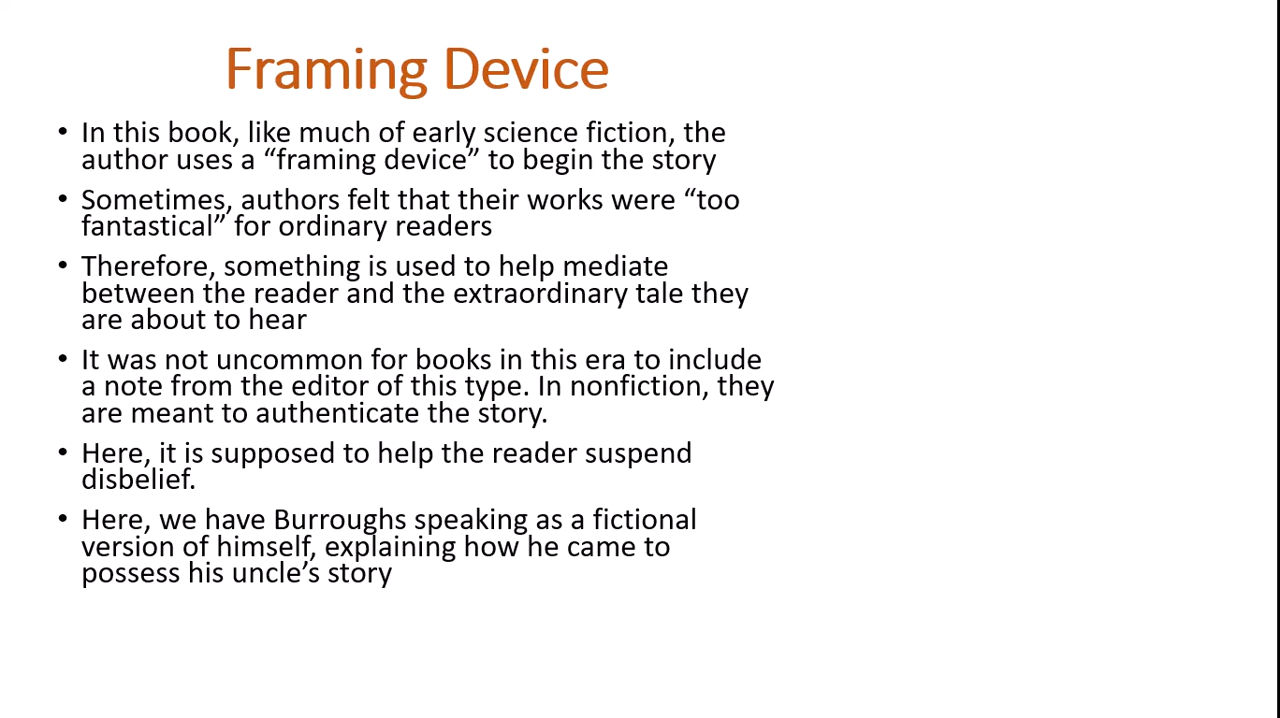 Framing Device
• In this book, like much of early science fiction, the
author uses a “framing device” to begin the story
• Sometimes, authors felt that their works were “too
fantastical” for ordinary readers
• Therefore, something is used to help mediate
between the reader and the extraordinary tale they
are about to hear
• It was not uncommon for books in this era to include
a note from the editor of this type. In nonfiction, they
are meant to authenticate the story.
• Here, it is supposed to help the reader suspend
disbelief.
• Here, we have Burroughs speaking as a fictional
version of himself, explaining how he came to
possess his uncle’s story